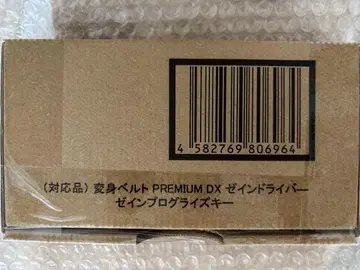 4 582769 806964
(対応品) 変身ベルト PREMIUM DX ゼインドライバー
ゼインプログライズキー